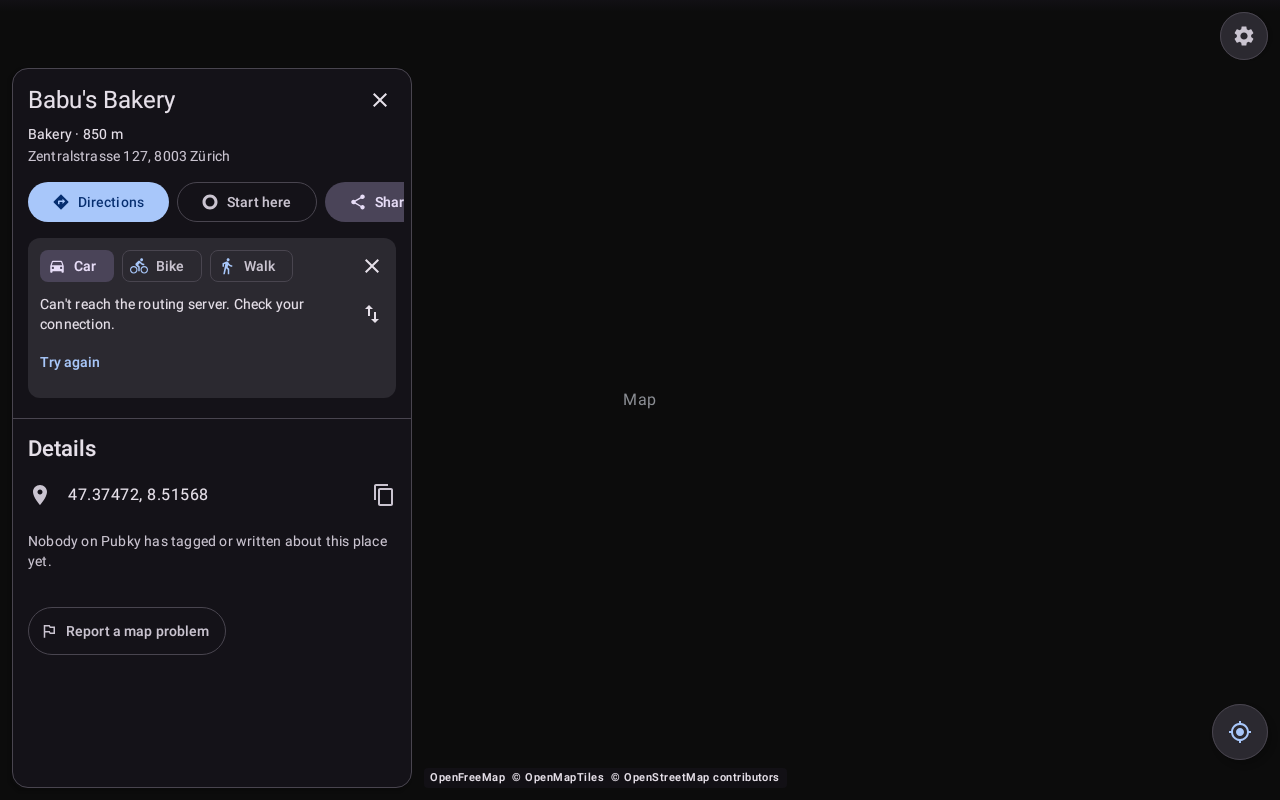 Babu's Bakery
Bakery · 850 m
Zentralstrasse 127, 8003 Zürich
Directions
Start here
Shar
Car
Bike
Walk
Can't reach the routing server. Check your
connection.
Try again
Details
47.37472, 8.51568
Nobody on Pubky has tagged or written about this place
yet.
Report a map problem
Map
OpenFreeMap © OpenMapTiles © OpenStreetMap contributors